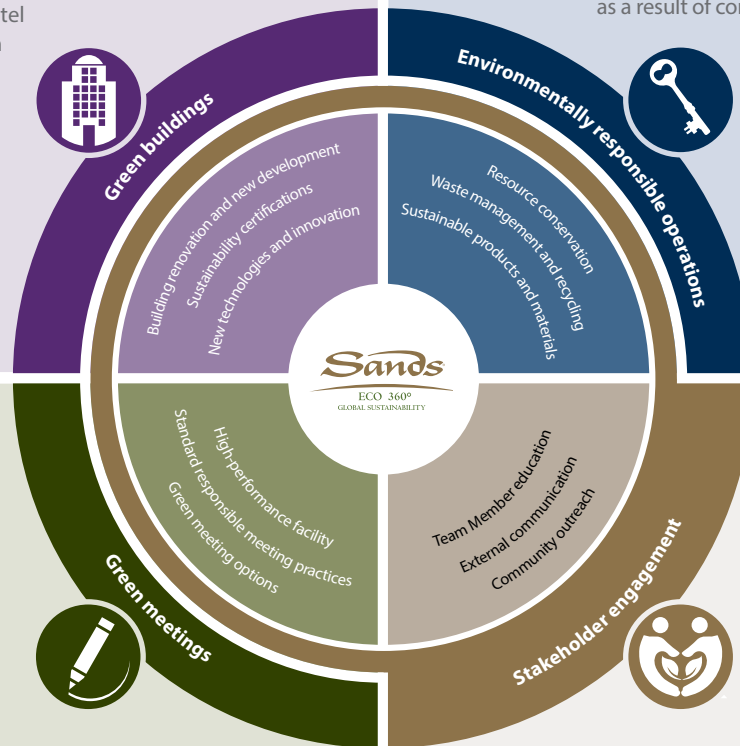 tel
as a result of co
Green buildings
Building renovation and new development
Sustainability certifications
New technologies and innovation
Environmentally responsible operations
Resource conservation
Waste management and recycling
Sustainable products and materials
Sands
ECO 360°
GLOBAL SUSTAINABILITY
High-performance facility
Standard responsible meeting practices
Green meeting options
Green meetings
Team Member education
External communication
Community outreach
Stakeholder engagement